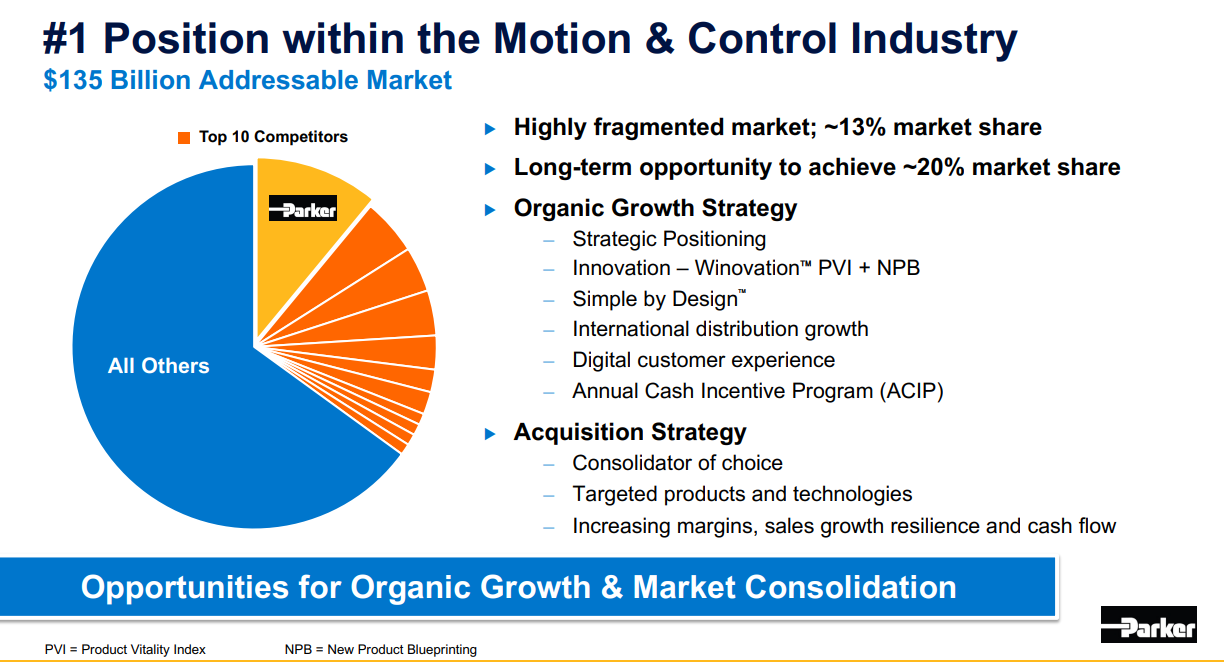 #1 Position within the Motion & Control Industry
$135 Billion Addressable Market
Top 10 Competitors
Parker
All Others
Highly fragmented market; ~13% market share
Long-term opportunity to achieve ~20% market share
Organic Growth Strategy
– Strategic Positioning
– Innovation – Winovation™ PVI + NPB
– Simple by Design™
– International distribution growth
– Digital customer experience
– Annual Cash Incentive Program (ACIP)
Acquisition Strategy
– Consolidator of choice
– Targeted products and technologies
– Increasing margins, sales growth resilience and cash flow
Opportunities for Organic Growth & Market Consolidation
Parker
PVI = Product Vitality Index
NPB = New Product Blueprinting